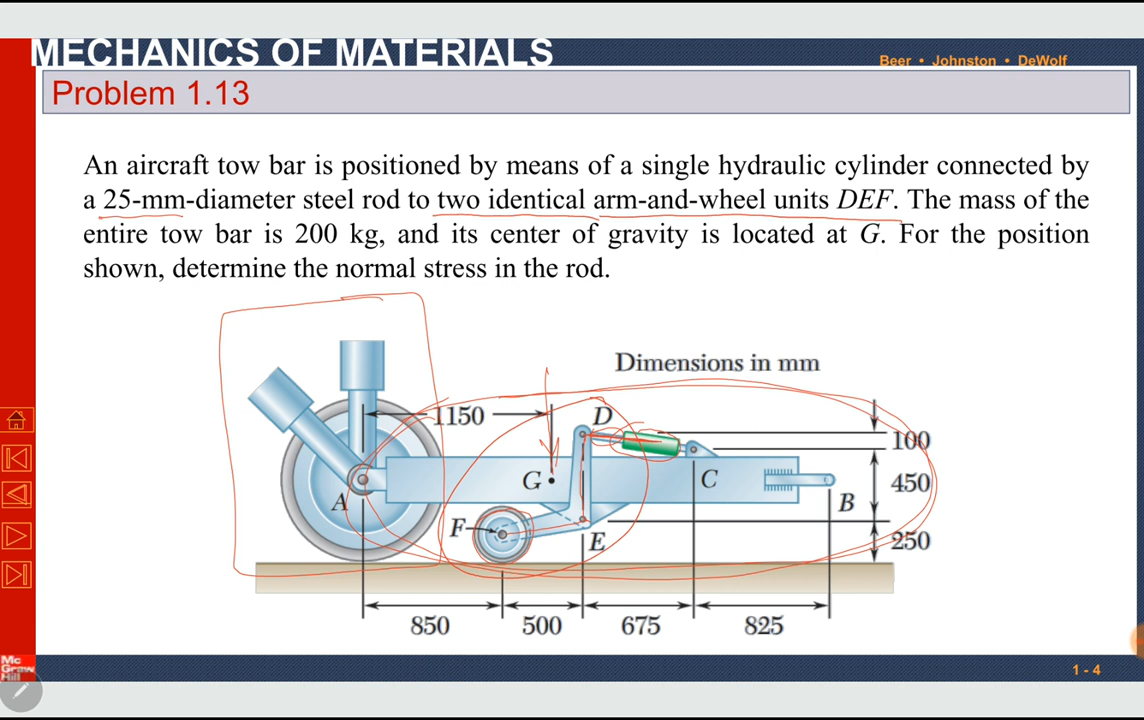 MECHANICS OF MATERIALS
Beer • Johnston • DeWolf
Problem 1.13
An aircraft tow bar is positioned by means of a single hydraulic cylinder connected by
a 25-mm-diameter steel rod to two identical arm-and-wheel units DEF. The mass of the
entire tow bar is 200 kg, and its center of gravity is located at G. For the position
shown, determine the normal stress in the rod.
Dimensions in mm
1150
D
100
G
C
450
A
B
F
E
250
850
500
675
825
Mc
Graw
Hill
1 - 4